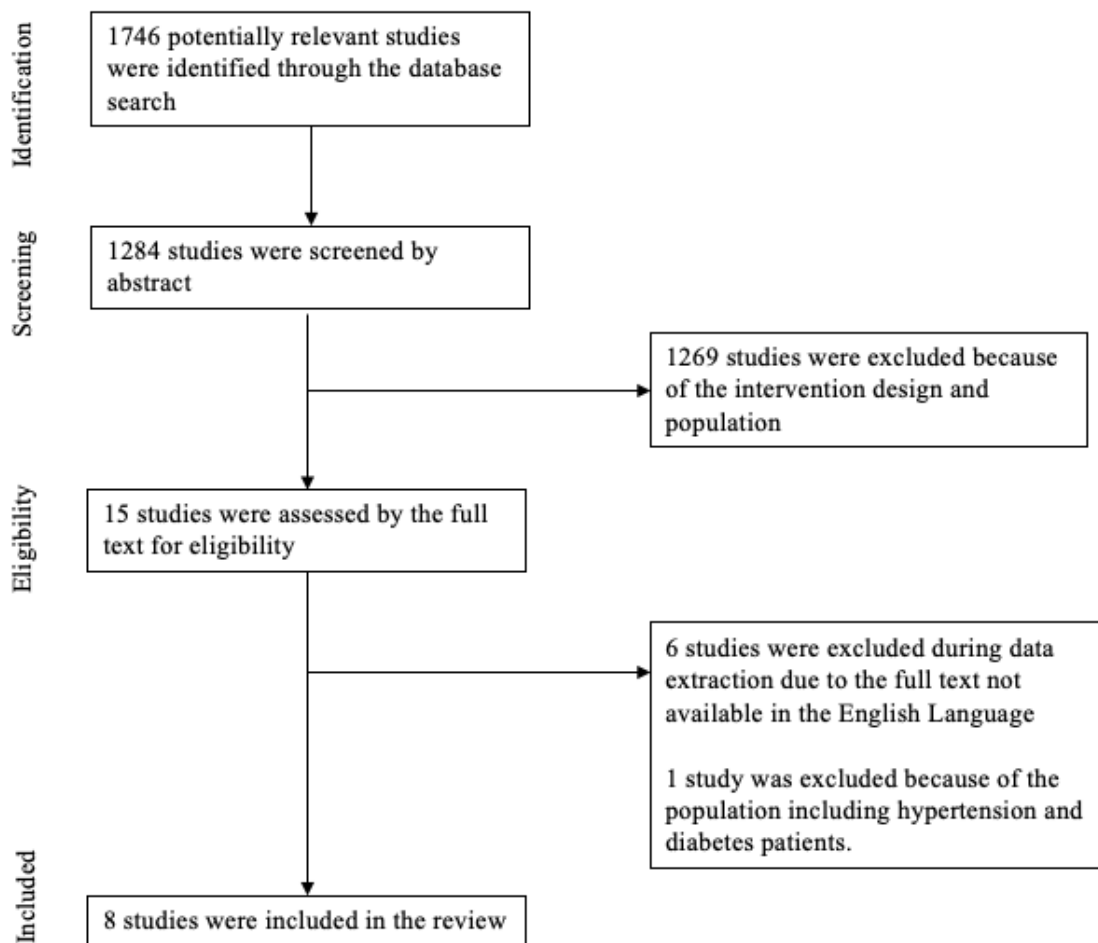 Identification
1746 potentially relevant studies
were identified through the database
search
Screening
1284 studies were screened by
abstract
1269 studies were excluded because
of the intervention design and
population
Eligibility
15 studies were assessed by the full
text for eligibility
6 studies were excluded during data
extraction due to the full text not
available in the English Language
1 study was excluded because of the
population including hypertension and
diabetes patients.
Included
8 studies were included in the review